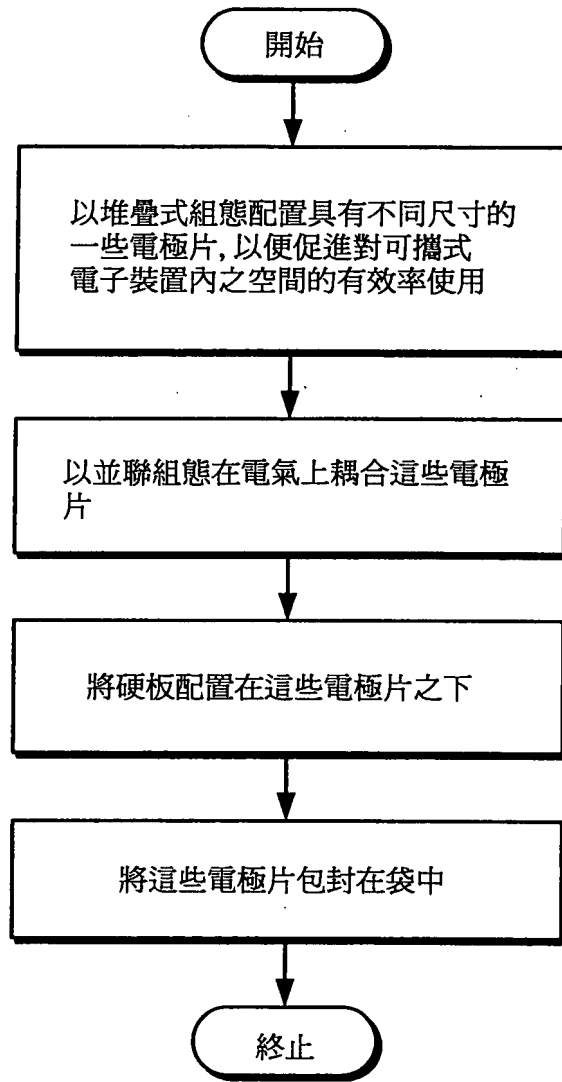 開始
以堆疊式組態配置具有不同尺寸的
一些電極片,以便促進對可攜式
電子裝置內之空間的有效率使用
以並聯組態在電氣上耦合這些電極
片
將硬板配置在這些電極片之下
將這些電極片包封在袋中
終止